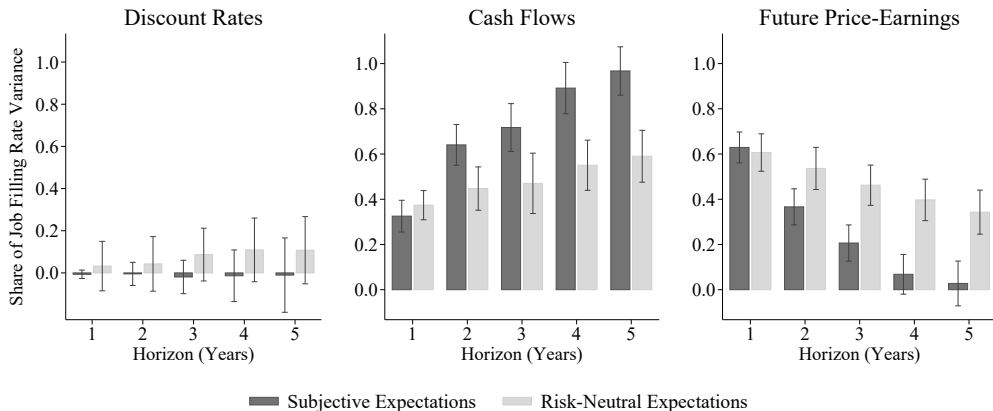 Discount Rates
Cash Flows
Future Price-Earnings
Share of Job Filling Rate Variance
1.0
0.8
0.6
0.4
0.2
0.0
1 2 3 4 5
Horizon (Years)
1.0
0.8
0.6
0.4
0.2
0.0
1 2 3 4 5
Horizon (Years)
1.0
0.8
0.6
0.4
0.2
0.0
1 2 3 4 5
Horizon (Years)
Subjective Expectations
Risk-Neutral Expectations